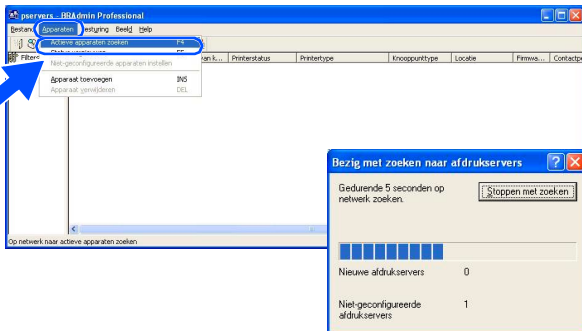 pservers - BRAdmin Professional
Bestand Apparaten Besturing Beeld Help
Actieve apparaten zoeken F4
Filters
Niet-geconfigureerde apparaten instellen
Apparaat toevoegen INS
Apparaat verwijderen DEL
Printerstatus Printertype Knooppunttype Locatie Firmwa... Contactpe
Op netwerk naar actieve apparaten zoeken
Bezig met zoeken naar afdrukservers
Gedurende 5 seconden op
netwerk zoeken.
Stoppen met zoeken
Nieuwe afdrukservers 0
Niet-geconfigureerde
afdrukservers 1